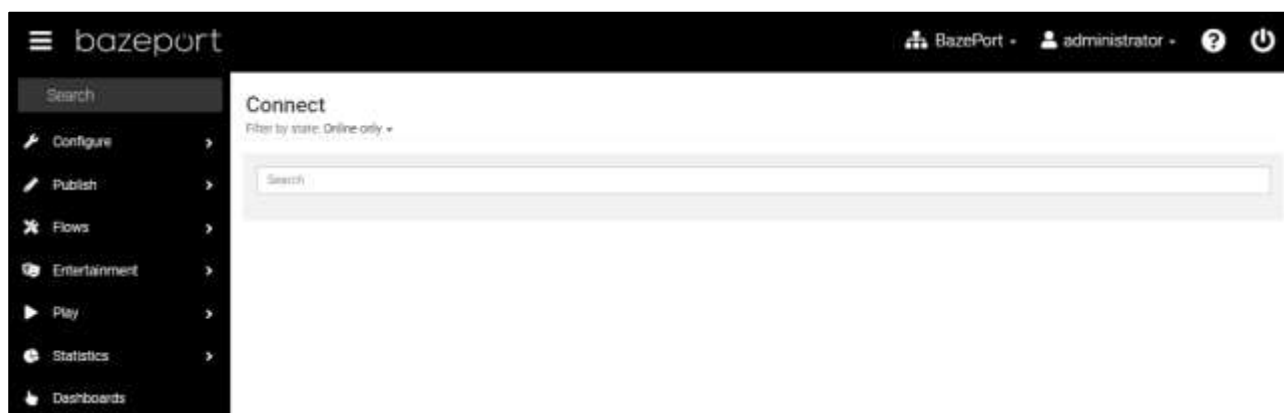 bazeport
BazePort
administrator
Search
Connect
Filter by state: Online only
Search
Configure
Publish
Flows
Entertainment
Play
Statistics
Dashboards